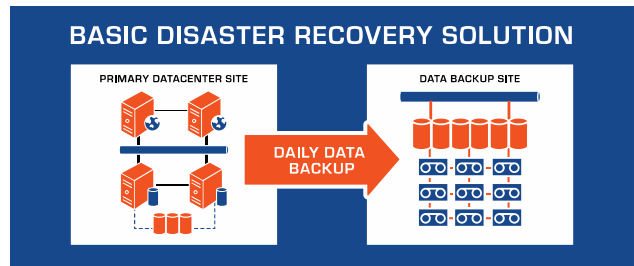 BASIC DISASTER RECOVERY SOLUTION
PRIMARY DATACENTER SITE
DAILY DATA
BACKUP
DATA BACKUP SITE